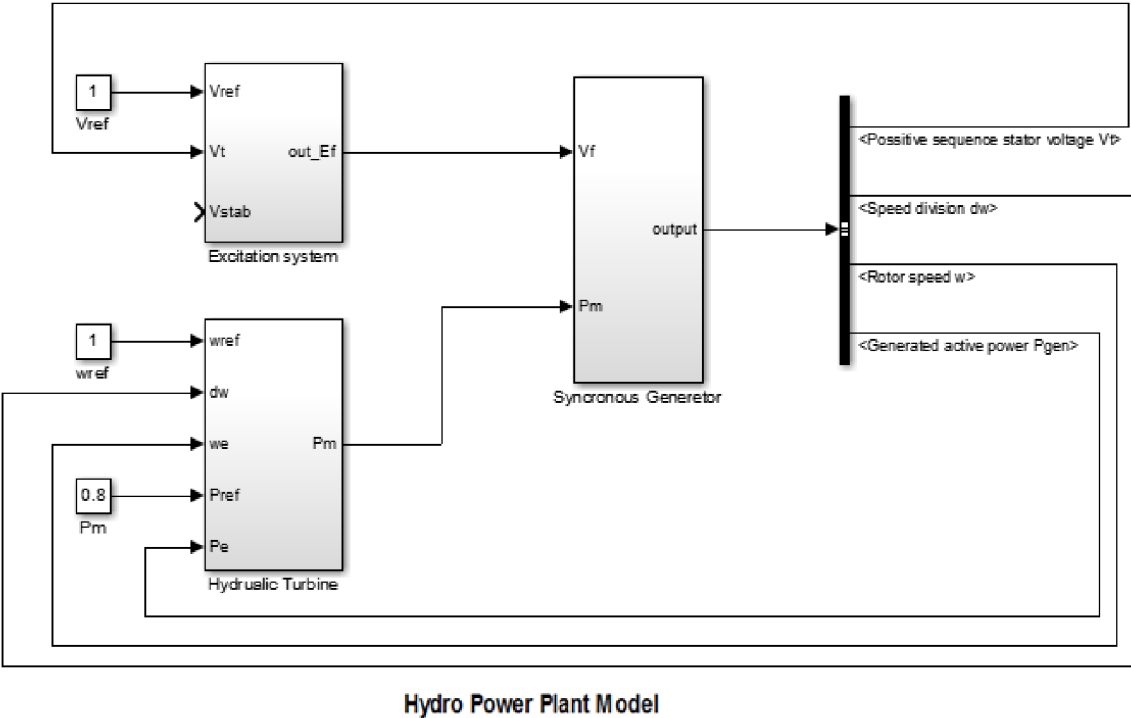 1
Vref
Vref
Vt
Vstab
out_Ef
Excitation system
1
wref
0.8
Pm
wref
dw
we
Pref
Pe
Pm
Hydrualic Turbine
Vf
Pm
output
Syncronous Generetor
<Possitive sequence stator voltage Vt>
<Speed division dw>
<Rotor speed w>
<Generated active power Pgen>
Hydro Power Plant Model